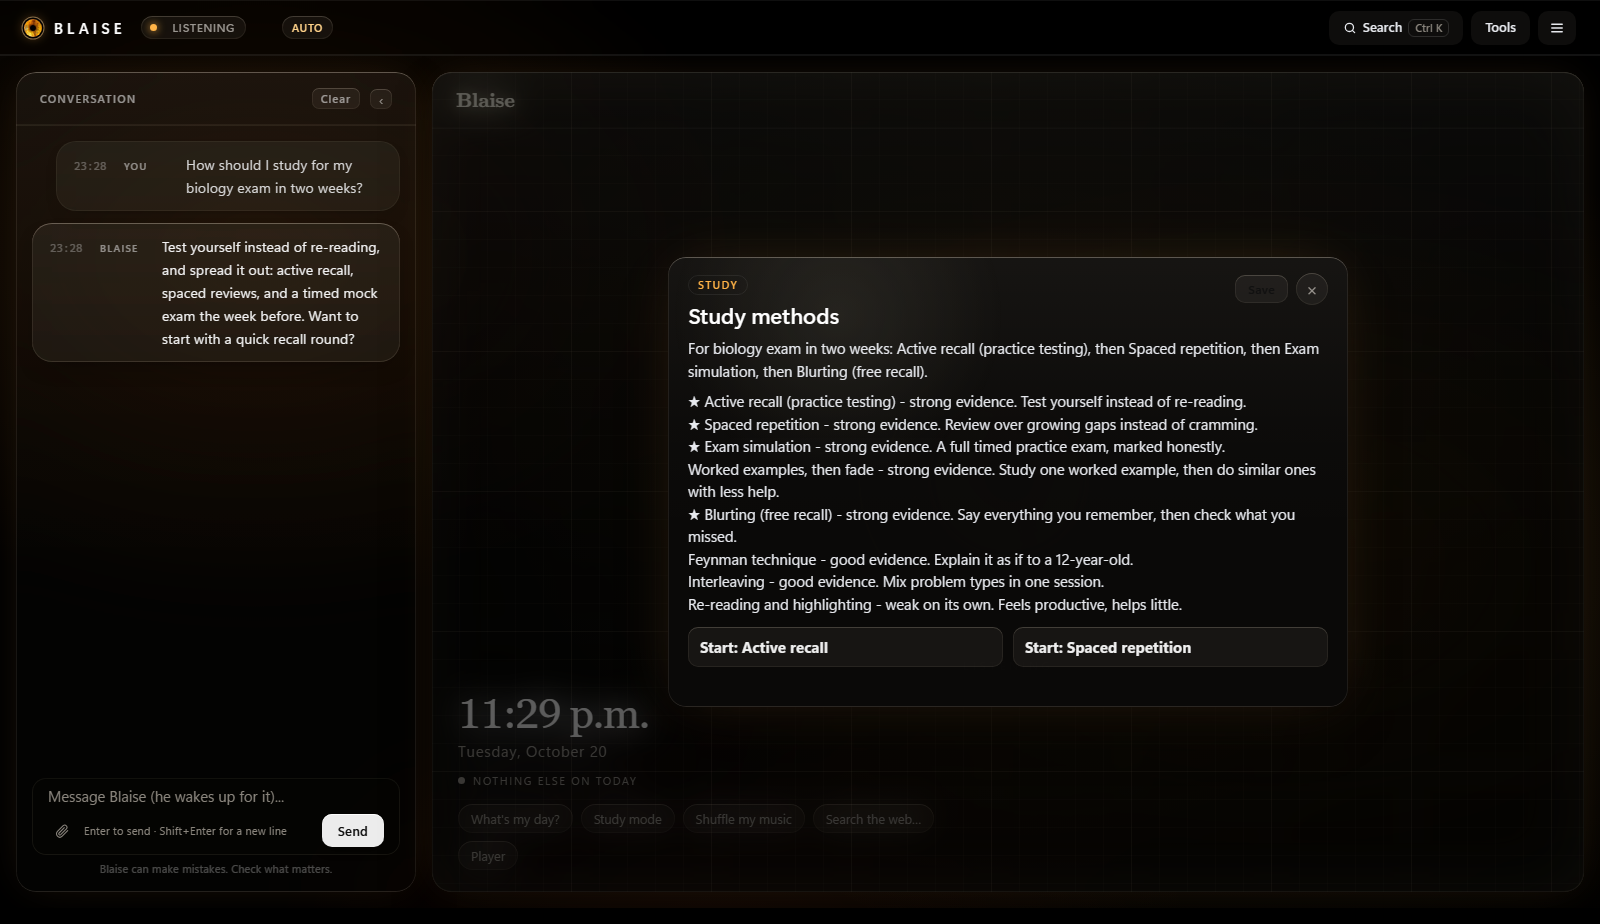 BLAISE
LISTENING
AUTO
Search Ctrl K
Tools
CONVERSATION
Clear
23:28 YOU How should I study for my
biology exam in two weeks?
23:28 BLAISE Test yourself instead of re-reading,
and spread it out: active recall,
spaced reviews, and a timed mock
exam the week before. Want to
start with a quick recall round?
Message Blaise (he wakes up for it)...
Enter to send · Shift+Enter for a new line
Send
Blaise can make mistakes. Check what matters.
Blaise
STUDY
Save
Study methods
For biology exam in two weeks: Active recall (practice testing), then Spaced repetition, then Exam
simulation, then Blurting (free recall).
★ Active recall (practice testing) - strong evidence. Test yourself instead of re-reading.
★ Spaced repetition - strong evidence. Review over growing gaps instead of cramming.
★ Exam simulation - strong evidence. A full timed practice exam, marked honestly.
Worked examples, then fade - strong evidence. Study one worked example, then do similar ones
with less help.
★ Blurting (free recall) - strong evidence. Say everything you remember, then check what you
missed.
Feynman technique - good evidence. Explain it as if to a 12-year-old.
Interleaving - good evidence. Mix problem types in one session.
Re-reading and highlighting - weak on its own. Feels productive, helps little.
Start: Active recall
Start: Spaced repetition
11:29 p.m.
Tuesday, October 20
NOTHING ELSE ON TODAY
What's my day?
Study mode
Shuffle my music
Search the web...
Player